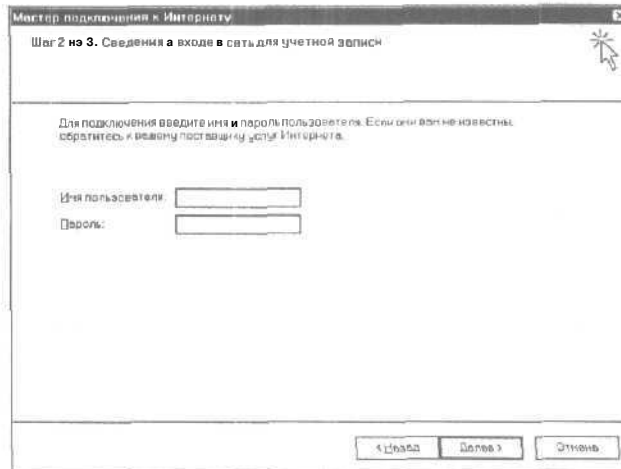 Мастер подключения к Интернету
Шаг 2 нэ 3. Сведения а входе в сеть для учетной записи
Для подключения введите имя и пароль пользователя. Если они вам не известны,
обратитесь к вашему поставщику услуг Интернета.
Имя пользователя:
Пароль:
< Назад
Далее >
Отмена